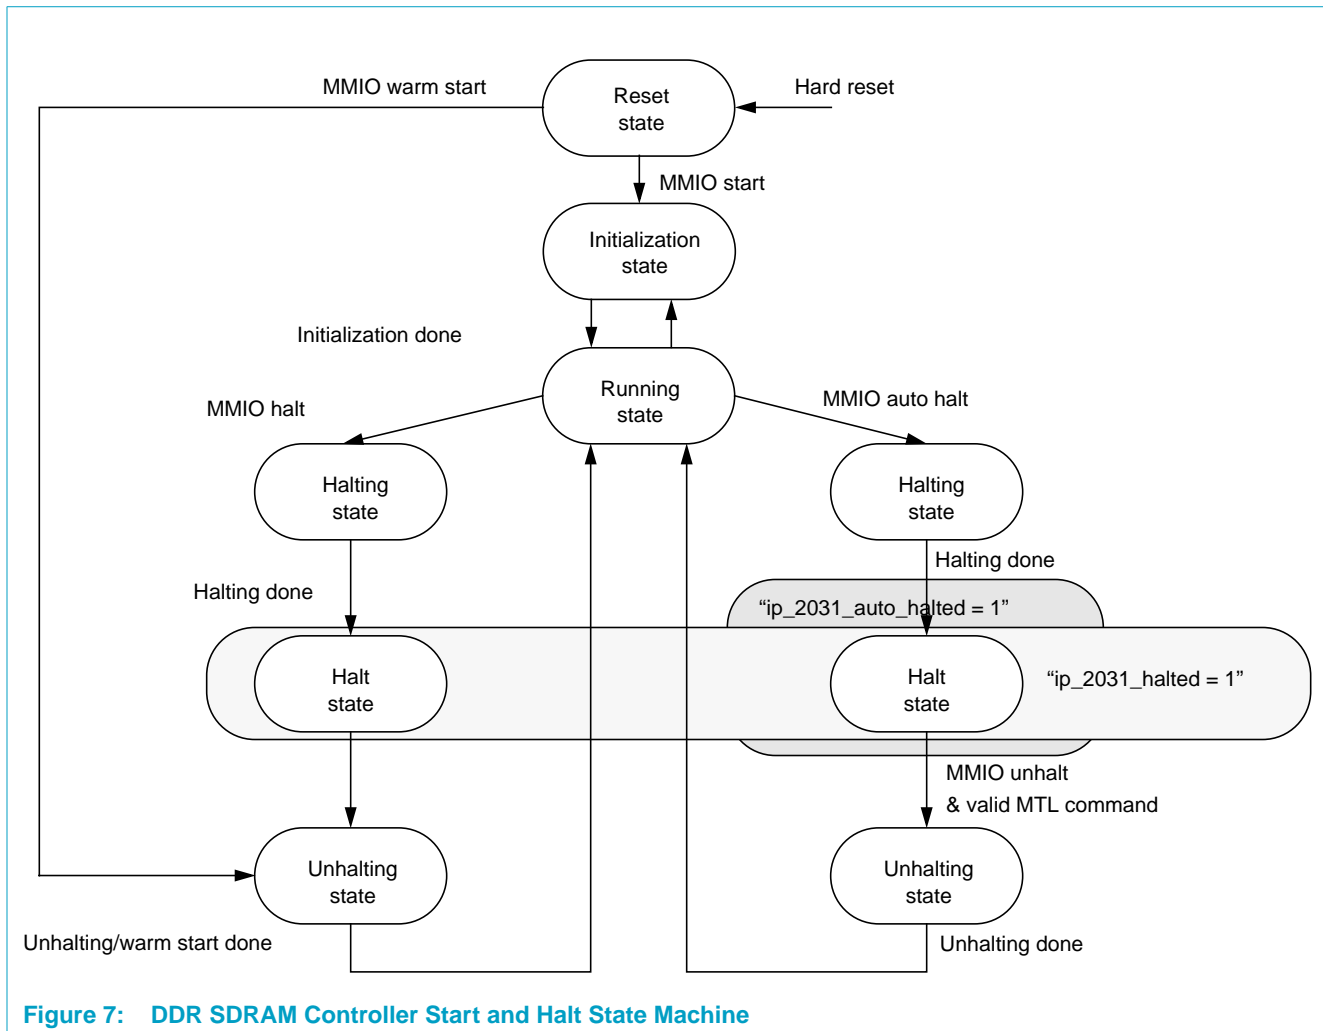 MMIO warm start
Hard reset
Reset
state
MMIO start
Initialization
state
Initialization done
Running
state
MMIO halt
MMIO auto halt
Halting
state
Halting
state
Halting done
Halting done
“ip_2031_auto_halted = 1”
Halt
state
Halt
state
“ip_2031_halted = 1”
MMIO unhalt
& valid MTL command
Unhalting
state
Unhalting
state
Unhalting/warm start done
Unhalting done
Figure 7: DDR SDRAM Controller Start and Halt State Machine